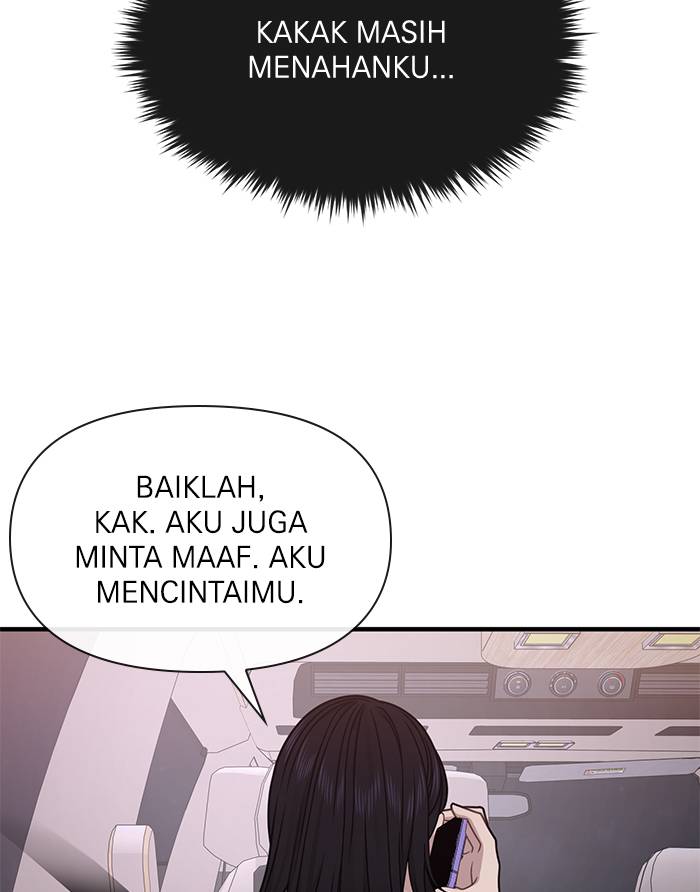 KAKAK MASIH
MENAHANKU...
BAIKLAH,
KAK. AKU JUGA
MINTA MAAF. AKU
MENCINTAIMU.